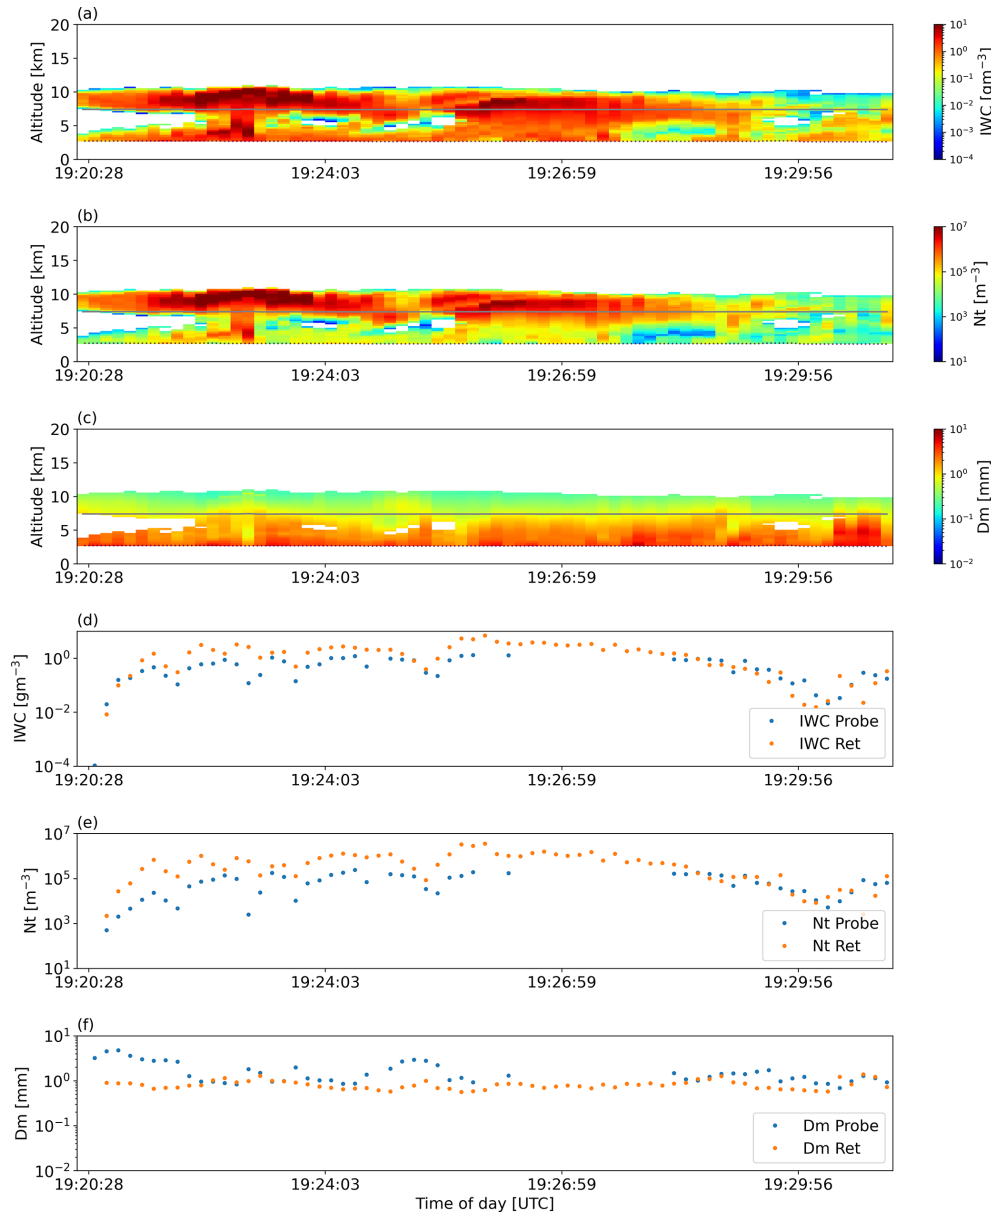 (a)
20
15
10
5
0
Altitude [km]
19:20:28 19:24:03 19:26:59 19:29:56
10¹
10⁰
10⁻¹
10⁻²
10⁻³
10⁻⁴
IWC [gm⁻³]
(b)
20
15
10
5
0
Altitude [km]
19:20:28 19:24:03 19:26:59 19:29:56
10⁷
10⁵
10³
10¹
Nt [m⁻³]
(c)
20
15
10
5
0
Altitude [km]
19:20:28 19:24:03 19:26:59 19:29:56
10¹
10⁰
10⁻¹
10⁻²
Dm [mm]
(d)
10⁰
10⁻²
10⁻⁴
IWC [gm⁻³]
IWC Probe
IWC Ret
19:20:28 19:24:03 19:26:59 19:29:56
(e)
10⁷
10⁵
10³
10¹
Nt [m⁻³]
Nt Probe
Nt Ret
19:20:28 19:24:03 19:26:59 19:29:56
(f)
10¹
10⁰
10⁻¹
10⁻²
Dm [mm]
Dm Probe
Dm Ret
19:20:28 19:24:03 19:26:59 19:29:56
Time of day [UTC]